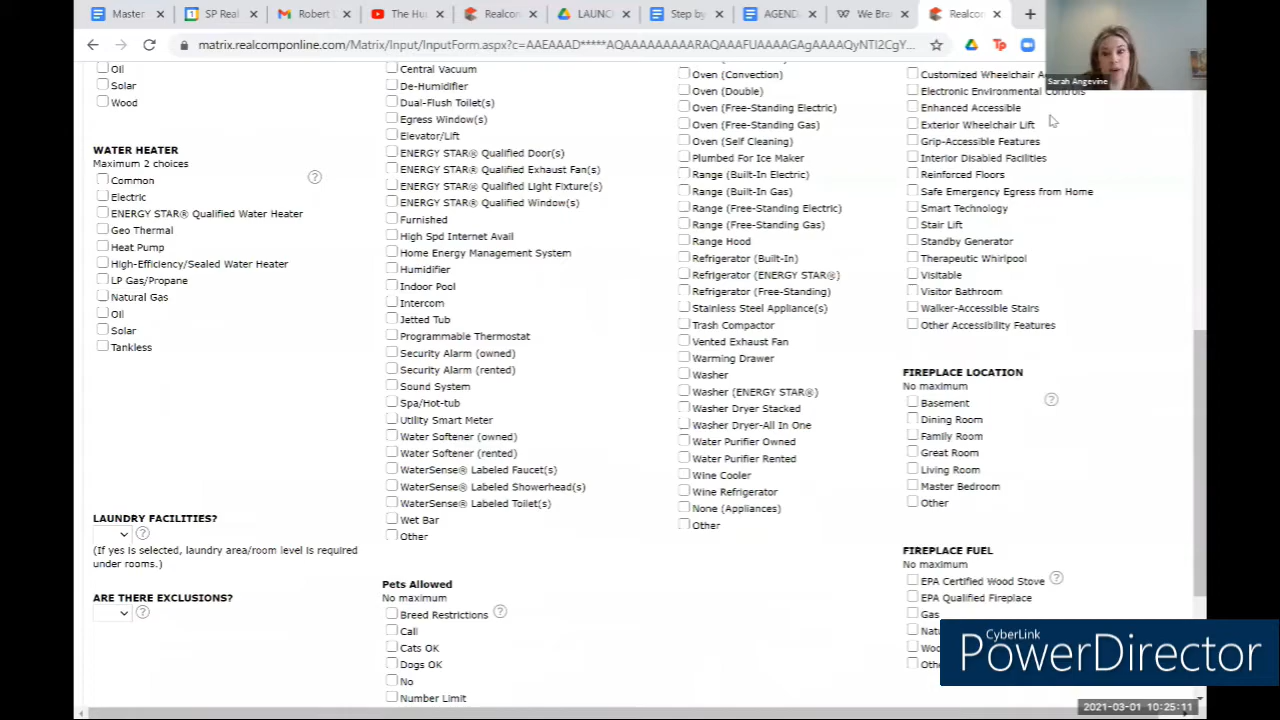 Master
SP Real
Robert L
The Hu
Realcon
LAUNC
Step by
AGEND
We Bra
Realco
matrix.realcomponline.com/Matrix/Input/InputForm.aspx?c=AAEAAAD*****AQAAAAAAAAARAQAAAFUAAAAGAgAAAAQyNTI2CgY...
Sarah Angevine
Oil
Solar
Wood
WATER HEATER
Maximum 2 choices
Common
Electric
ENERGY STAR® Qualified Water Heater
Geo Thermal
Heat Pump
High-Efficiency/Sealed Water Heater
LP Gas/Propane
Natural Gas
Oil
Solar
Tankless
LAUNDRY FACILITIES?
(If yes is selected, laundry area/room level is required
under rooms.)
ARE THERE EXCLUSIONS?
Central Vacuum
De-Humidifier
Dual-Flush Toilet(s)
Egress Window(s)
Elevator/Lift
ENERGY STAR® Qualified Door(s)
ENERGY STAR® Qualified Exhaust Fan(s)
ENERGY STAR® Qualified Light Fixture(s)
ENERGY STAR® Qualified Window(s)
Furnished
High Spd Internet Avail
Home Energy Management System
Humidifier
Indoor Pool
Intercom
Jetted Tub
Programmable Thermostat
Security Alarm (owned)
Security Alarm (rented)
Sound System
Spa/Hot-tub
Utility Smart Meter
Water Softener (owned)
Water Softener (rented)
WaterSense® Labeled Faucet(s)
WaterSense® Labeled Showerhead(s)
WaterSense® Labeled Toilet(s)
Wet Bar
Other
Pets Allowed
No maximum
Breed Restrictions
Call
Cats OK
Dogs OK
No
Number Limit
Oven (Convection)
Oven (Double)
Oven (Free-Standing Electric)
Oven (Free-Standing Gas)
Oven (Self Cleaning)
Plumbed For Ice Maker
Range (Built-In Electric)
Range (Built-In Gas)
Range (Free-Standing Electric)
Range (Free-Standing Gas)
Range Hood
Refrigerator (Built-In)
Refrigerator (ENERGY STAR®)
Refrigerator (Free-Standing)
Stainless Steel Appliance(s)
Trash Compactor
Vented Exhaust Fan
Warming Drawer
Washer
Washer (ENERGY STAR®)
Washer Dryer Stacked
Washer Dryer-All In One
Water Purifier Owned
Water Purifier Rented
Wine Cooler
Wine Refrigerator
None (Appliances)
Other
Customized Wheelchair A
Electronic Environmental Controls
Enhanced Accessible
Exterior Wheelchair Lift
Grip-Accessible Features
Interior Disabled Facilities
Reinforced Floors
Safe Emergency Egress from Home
Smart Technology
Stair Lift
Standby Generator
Therapeutic Whirlpool
Visitable
Visitor Bathroom
Walker-Accessible Stairs
Other Accessibility Features
FIREPLACE LOCATION
No maximum
Basement
Dining Room
Family Room
Great Room
Living Room
Master Bedroom
Other
FIREPLACE FUEL
No maximum
EPA Certified Wood Stove
EPA Qualified Fireplace
Gas
Natu
Woo
Oth
CyberLink
PowerDirector
2021-03-01 10:25:11